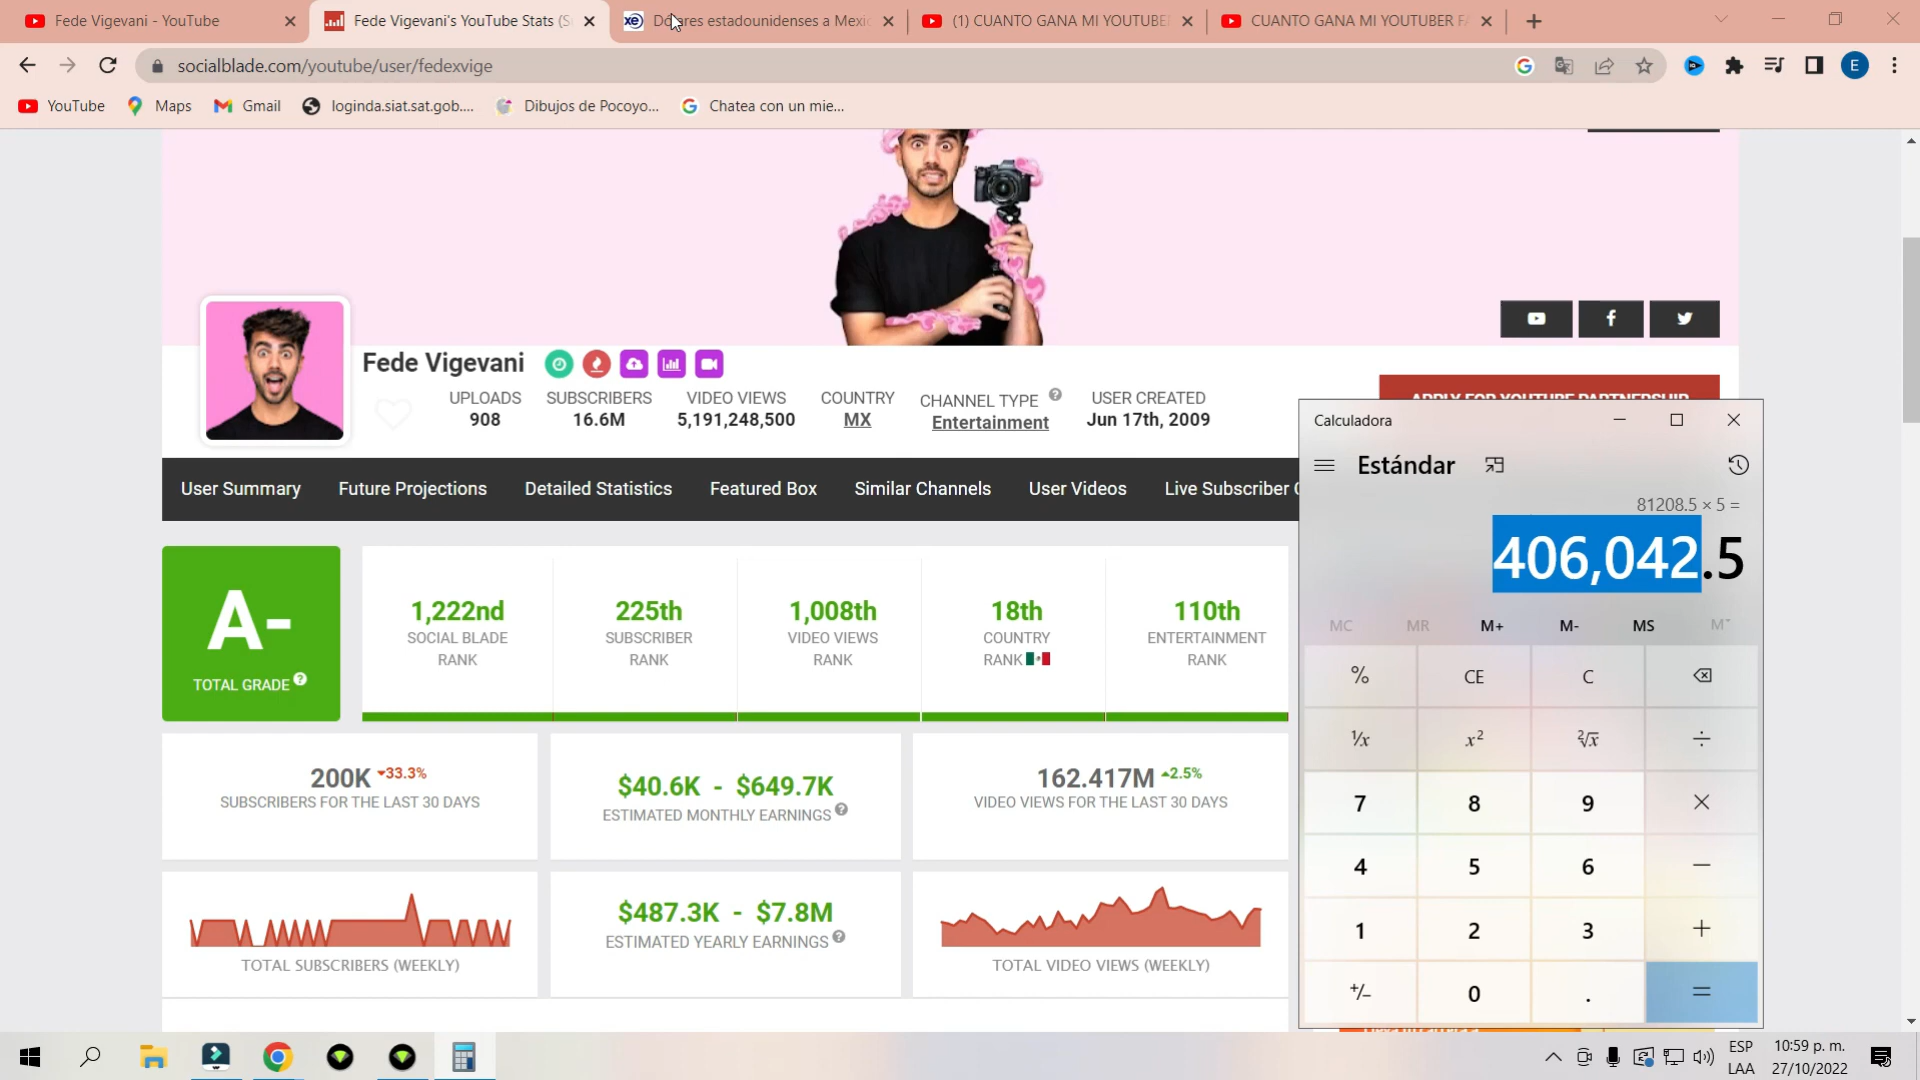 Fede Vigevani - YouTube
Fede Vigevani's YouTube Stats (S
Dólares estadounidenses a Mexic
(1) CUANTO GANA MI YOUTUBER
CUANTO GANA MI YOUTUBER FA
socialblade.com/youtube/user/fedexvige
E
YouTube
Maps
Gmail
loginda.siat.sat.gob....
Dibujos de Pocoyo...
Chatea con un mie...
Fede Vigevani
UPLOADS
908
SUBSCRIBERS
16.6M
VIDEO VIEWS
5,191,248,500
COUNTRY
MX
CHANNEL TYPE
Entertainment
USER CREATED
Jun 17th, 2009
APPLY FOR YOUTUBE PARTNERSHIP
User Summary
Future Projections
Detailed Statistics
Featured Box
Similar Channels
User Videos
Live Subscriber
A-
TOTAL GRADE
1,222nd
SOCIAL BLADE
RANK
225th
SUBSCRIBER
RANK
1,008th
VIDEO VIEWS
RANK
18th
COUNTRY
RANK
110th
ENTERTAINMENT
RANK
200K 33.3%
SUBSCRIBERS FOR THE LAST 30 DAYS
$40.6K - $649.7K
ESTIMATED MONTHLY EARNINGS
162.417M 2.5%
VIDEO VIEWS FOR THE LAST 30 DAYS
TOTAL SUBSCRIBERS (WEEKLY)
$487.3K - $7.8M
ESTIMATED YEARLY EARNINGS
TOTAL VIDEO VIEWS (WEEKLY)
Calculadora
Estándar
81208.5 × 5 =
406,042.5
MC MR M+ M- MS M˅
% CE C
¹/x x² ²√x ÷
7 8 9 ×
4 5 6 −
1 2 3 +
+/− 0 . =
ESP
LAA
10:59 p. m.
27/10/2022